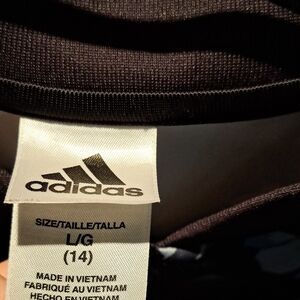 adidas
SIZE/TAILLE/TALLA
L/G
(14)
MADE IN VIETNAM
FABRIQUÉ AU VIETNAM
HECHO EN VIETNAM